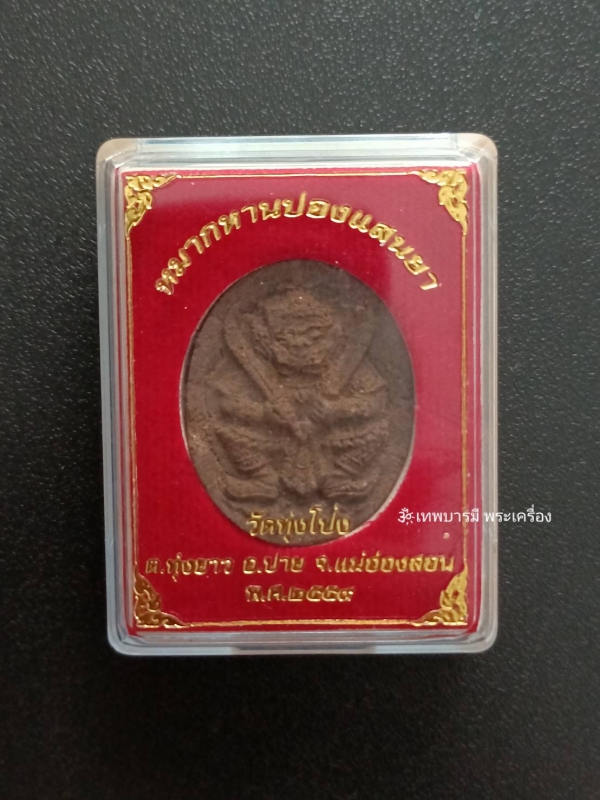 หมากหานปองแสนยา
วัดทุ่งโป่ง
เทพบารมี พระเครื่อง
ต.ทุ่งยาว อ.ปาย จ.แม่ฮ่องสอน
พ.ศ.๒๕๕๙